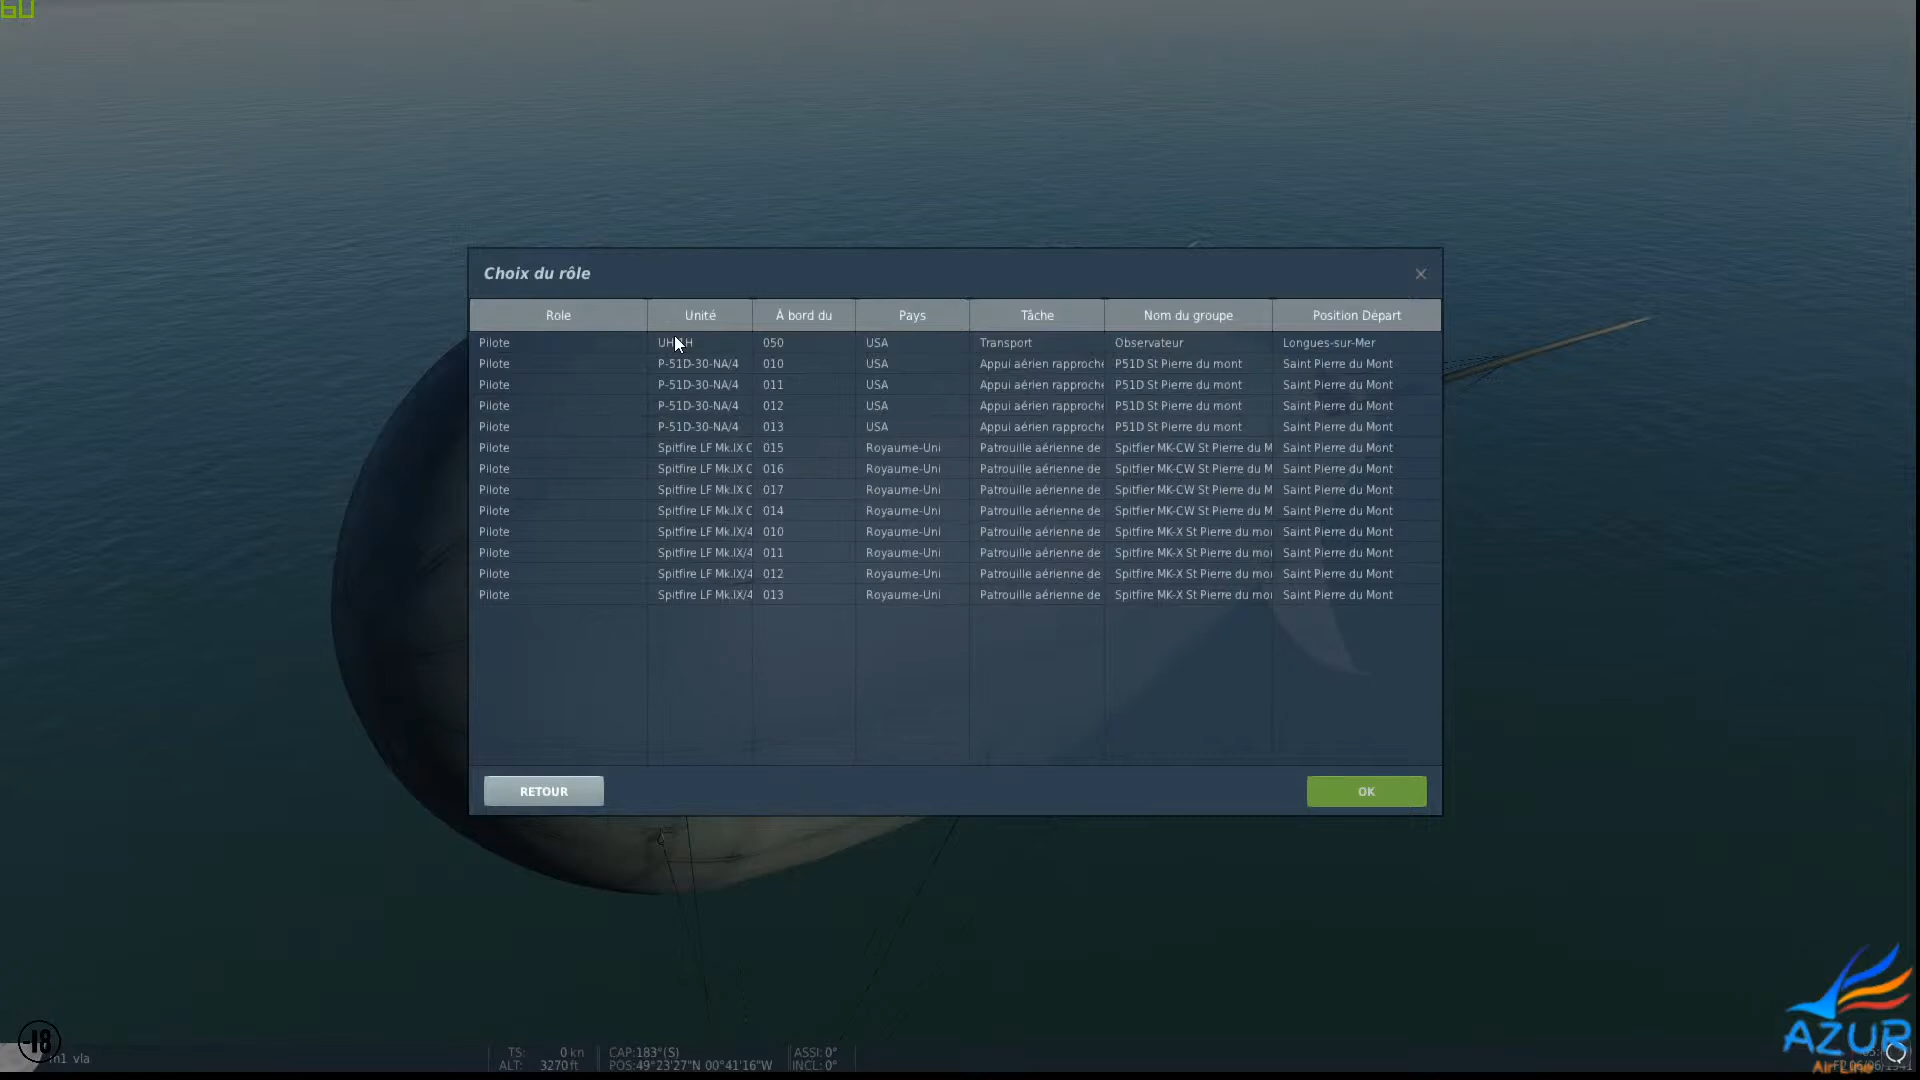 60
Choix du rôle
Role Unité À bord du Pays Tâche Nom du groupe Position Départ
Pilote 050 USA Transport Observateur Longues-sur-Mer
Pilote P-51D-30-NA/4 010 USA Appui aérien rapproche P51D St Pierre du mont Saint Pierre du Mont
Pilote P-51D-30-NA/4 011 USA Appui aérien rapproche P51D St Pierre du mont Saint Pierre du Mont
Pilote P-51D-30-NA/4 012 USA Appui aérien rapproche P51D St Pierre du mont Saint Pierre du Mont
Pilote P-51D-30-NA/4 013 USA Appui aérien rapproche P51D St Pierre du mont Saint Pierre du Mont
Pilote Spitfire LF Mk.IX C 015 Royaume-Uni Patrouille aérienne de Spitfier MK-CW St Pierre du M Saint Pierre du Mont
Pilote Spitfire LF Mk.IX C 016 Royaume-Uni Patrouille aérienne de Spitfier MK-CW St Pierre du M Saint Pierre du Mont
Pilote Spitfire LF Mk.IX C 017 Royaume-Uni Patrouille aérienne de Spitfier MK-CW St Pierre du M Saint Pierre du Mont
Pilote Spitfire LF Mk.IX C 014 Royaume-Uni Patrouille aérienne de Spitfier MK-CW St Pierre du M Saint Pierre du Mont
Pilote Spitfire LF Mk.IX/4 010 Royaume-Uni Patrouille aérienne de Spitfire MK-X St Pierre du mo Saint Pierre du Mont
Pilote Spitfire LF Mk.IX/4 011 Royaume-Uni Patrouille aérienne de Spitfire MK-X St Pierre du mo Saint Pierre du Mont
Pilote Spitfire LF Mk.IX/4 012 Royaume-Uni Patrouille aérienne de Spitfire MK-X St Pierre du mo Saint Pierre du Mont
Pilote Spitfire LF Mk.IX/4 013 Royaume-Uni Patrouille aérienne de Spitfire MK-X St Pierre du mo Saint Pierre du Mont
RETOUR OK
-18
vla
TS: 0 kn CAP:183°(S) ASSI: 0°
ALT: 3270 ft POS:49°23'27"N 00°41'16"W INCL: 0°
AZUR
Air Line